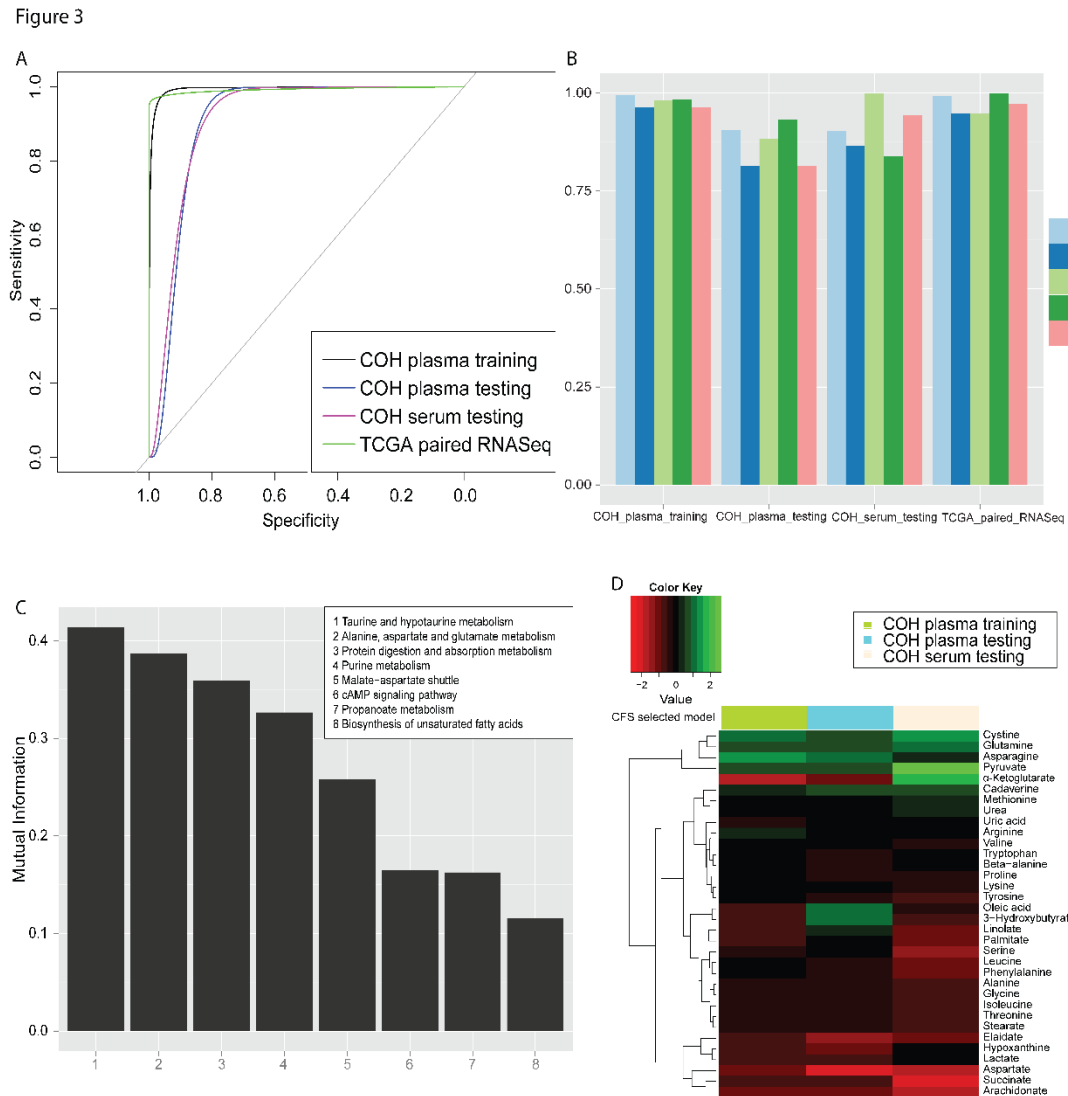 Figure 3
A
Sensitivity
1.0
0.8
0.6
0.4
0.2
0.0
1.0 0.8 0.6 0.4 0.2 0.0
Specificity
COH plasma training
COH plasma testing
COH serum testing
TCGA paired RNASeq
B
1.00
0.75
0.50
0.25
0.00
COH_plasma_training
COH_plasma_testing
COH_serum_testing
TCGA_paired_RNASeq
C
Mutual Information
0.4
0.3
0.2
0.1
0.0
1 2 3 4 5 6 7 8
1 Taurine and hypotaurine metabolism
2 Alanine, aspartate and glutamate metabolism
3 Protein digestion and absorption metabolism
4 Purine metabolism
5 Malate-aspartate shuttle
6 cAMP signaling pathway
7 Propanoate metabolism
8 Biosynthesis of unsaturated fatty acids
D
Color Key
-2 0 2
Value
COH plasma training
COH plasma testing
COH serum testing
CFS selected model
Cystine
Glutamine
Asparagine
Pyruvate
α-Ketoglutarate
Cadaverine
Methionine
Urea
Uric acid
Arginine
Valine
Tryptophan
Beta-alanine
Proline
Lysine
Tyrosine
Oleic acid
3-Hydroxybutyrat
Linolate
Palmitate
Serine
Leucine
Phenylalanine
Alanine
Glycine
Isoleucine
Threonine
Stearate
Elaidate
Hypoxanthine
Lactate
Aspartate
Succinate
Arachidonate